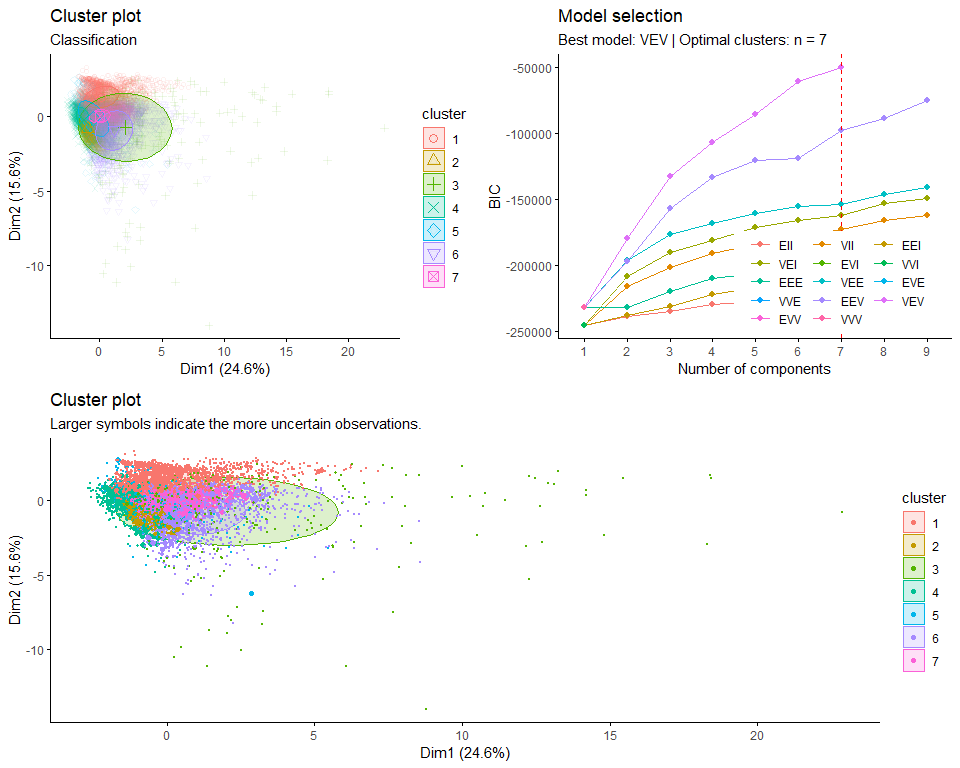 Cluster plot
Classification
0
-5
-10
Dim2 (15.6%)
0 5 10 15 20
Dim1 (24.6%)
cluster
1
2
3
4
5
6
7
Model selection
Best model: VEV | Optimal clusters: n = 7
-50000
-100000
-150000
-200000
-250000
BIC
EII VII EEI
VEI EVI VVI
EEE VEE EVE
VVE EEV VEV
EVV VVV
1 2 3 4 5 6 7 8 9
Number of components
Cluster plot
Larger symbols indicate the more uncertain observations.
0
-5
-10
Dim2 (15.6%)
0 5 10 15 20
Dim1 (24.6%)
cluster
1
2
3
4
5
6
7